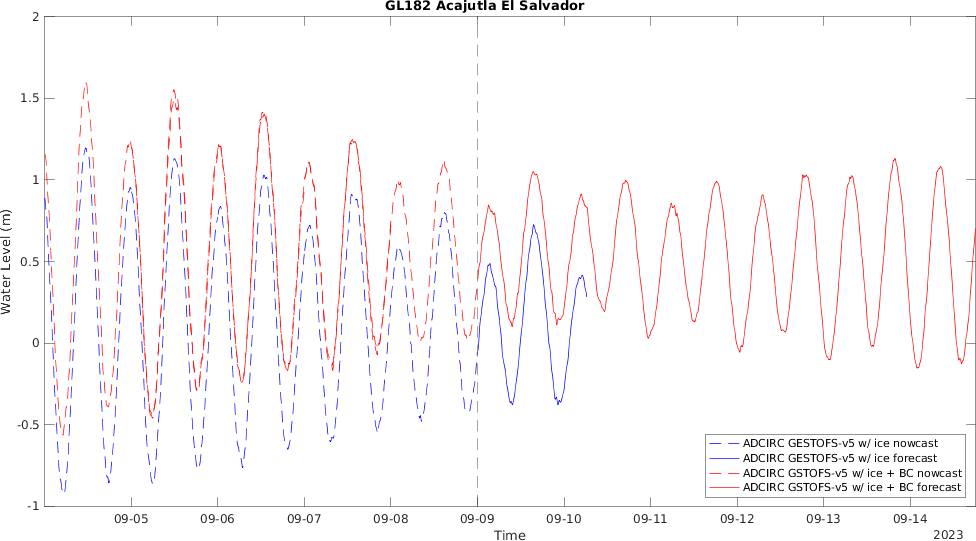 GL182 Acajutla El Salvador
2
1.5
1
0.5
0
-0.5
-1
Water Level (m)
09-05 09-06 09-07 09-08 09-09 09-10 09-11 09-12 09-13 09-14
Time
2023
ADCIRC GESTOFS-v5 w/ ice nowcast
ADCIRC GESTOFS-v5 w/ ice forecast
ADCIRC GSTOFS-v5 w/ ice + BC nowcast
ADCIRC GSTOFS-v5 w/ ice + BC forecast